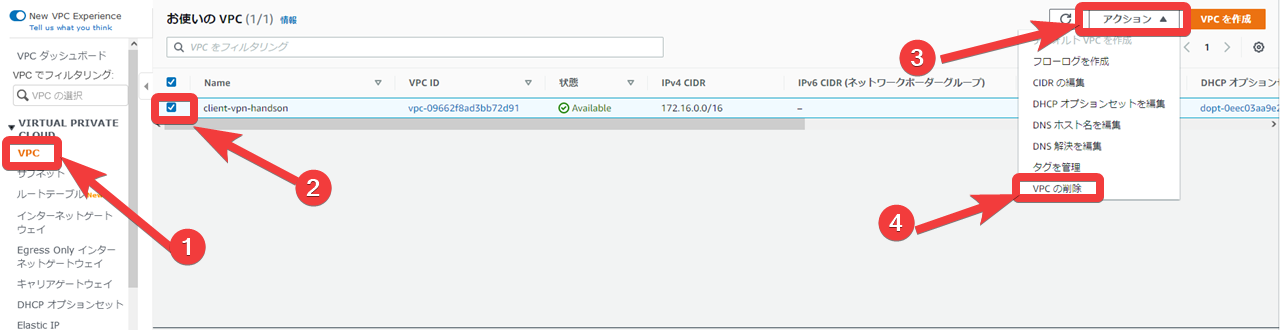 New VPC Experience
Tell us what you think
VPC ダッシュボード
VPC でフィルタリング:
VPC の選択
VIRTUAL PRIVATE
CLOUD
VPC
サブネット
ルートテーブル New
インターネットゲート
ウェイ
Egress Only インター
ネットゲートウェイ
キャリアゲートウェイ
DHCP オプションセット
Elastic IP
1
お使いの VPC (1/1) 情報
アクション ▲
VPC を作成
VPC をフィルタリング
1
Name
VPC ID
状態
IPv4 CIDR
IPv6 CIDR (ネットワークボーダーグループ)
DHCP オプション
client-vpn-handson
vpc-09662f8ad3bb72d91
Available
172.16.0.0/16
–
dopt-0eec03aa9e2
2
3
VPC を作成
フローログを作成
CIDR の編集
DHCP オプションセットを編集
DNS ホスト名を編集
DNS 解決を編集
タグを管理
VPC の削除
4